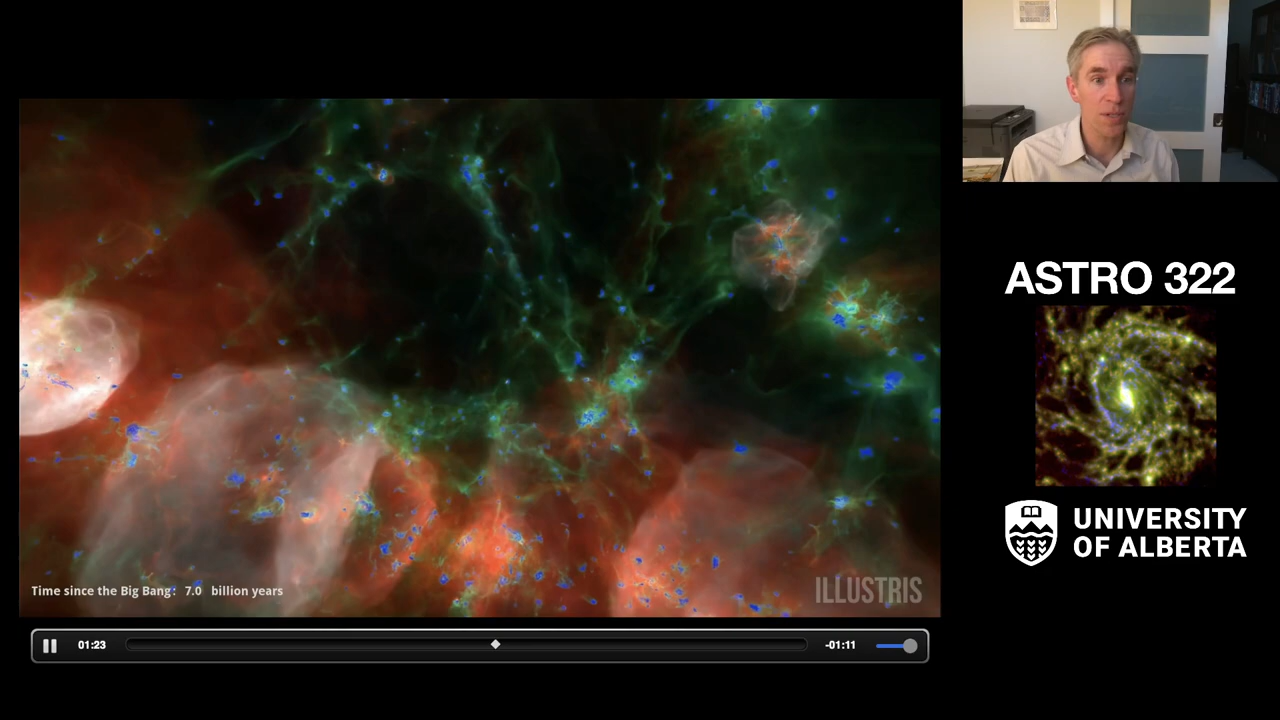 ASTRO 322
UNIVERSITY
OF ALBERTA
Time since the Big Bang: 7.0 billion years
ILLUSTRIS
01:23
-01:11